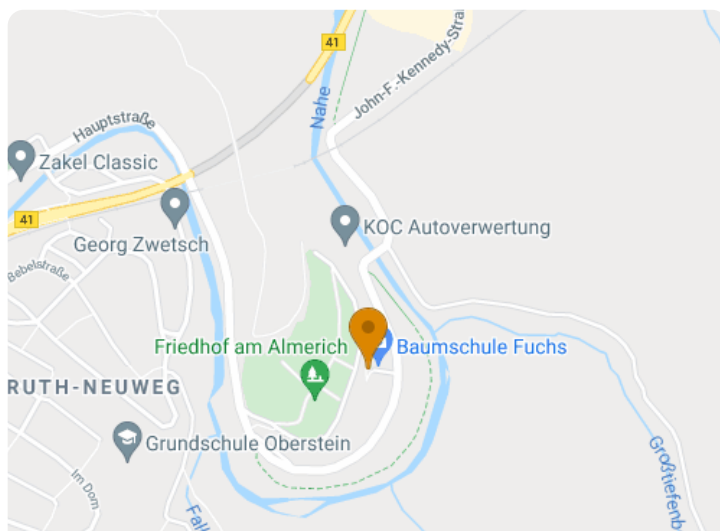 41
John-F.-Kennedy-Stra
Nahe
Hauptstraße
Zakel Classic
41
KOC Autoverwertung
Georg Zwetsch
Bebelstraße
Friedhof am Almerich
Baumschule Fuchs
RUTH-NEUWEG
Grundschule Oberstein
Im Dom
Großtiefenb
Fall